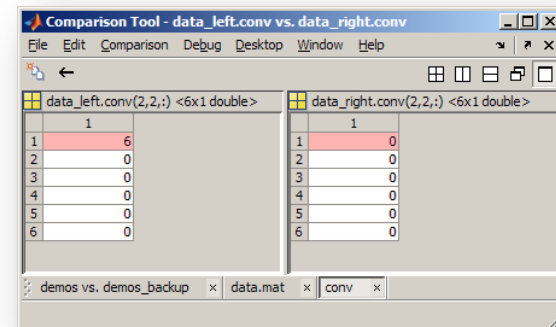 Comparison Tool - data_left.conv vs. data_right.conv
File Edit Comparison Debug Desktop Window Help
data_left.conv(2,2,:) <6x1 double>
1
1 6
2 0
3 0
4 0
5 0
6 0
data_right.conv(2,2,:) <6x1 double>
1
1 0
2 0
3 0
4 0
5 0
6 0
demos vs. demos_backup × data.mat × conv ×